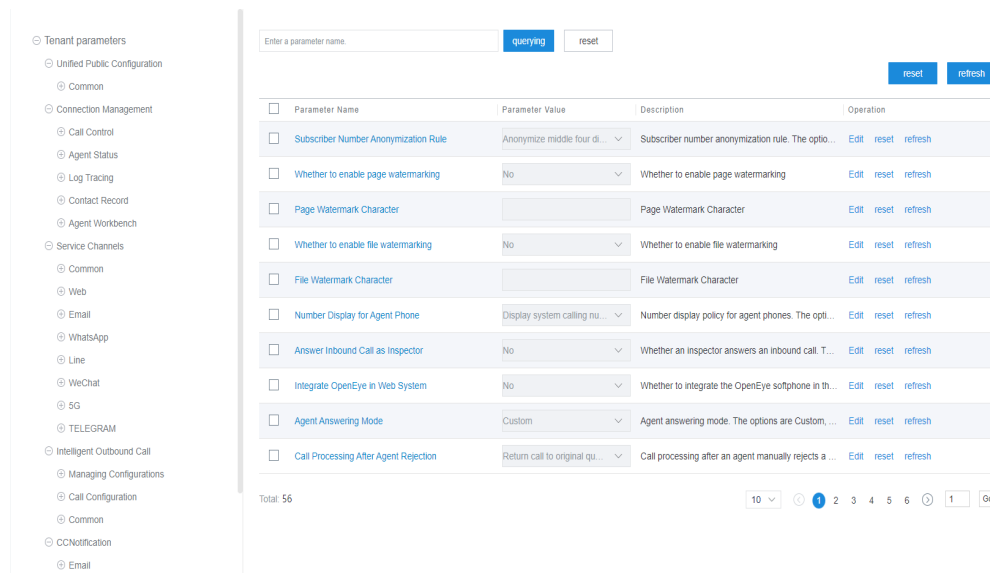 Tenant parameters
Unified Public Configuration
Common
Connection Management
Call Control
Agent Status
Log Tracing
Contact Record
Agent Workbench
Service Channels
Common
Web
Email
WhatsApp
Line
WeChat
5G
TELEGRAM
Intelligent Outbound Call
Managing Configurations
Call Configuration
Common
CCNotification
Email
Enter a parameter name. querying reset
reset refresh
Parameter Name Parameter Value Description Operation
Subscriber Number Anonymization Rule Anonymize middle four di... Subscriber number anonymization rule. The optio... Edit reset refresh
Whether to enable page watermarking No Whether to enable page watermarking Edit reset refresh
Page Watermark Character Page Watermark Character Edit reset refresh
Whether to enable file watermarking No Whether to enable file watermarking Edit reset refresh
File Watermark Character File Watermark Character Edit reset refresh
Number Display for Agent Phone Display system calling nu... Number display policy for agent phones. The opti... Edit reset refresh
Answer Inbound Call as Inspector No Whether an inspector answers an inbound call. T... Edit reset refresh
Integrate OpenEye in Web System No Whether to integrate the OpenEye softphone in th... Edit reset refresh
Agent Answering Mode Custom Agent answering mode. The options are Custom, ... Edit reset refresh
Call Processing After Agent Rejection Return call to original qu... Call processing after an agent manually rejects a ... Edit reset refresh
Total: 56 10 1 2 3 4 5 6 1 G